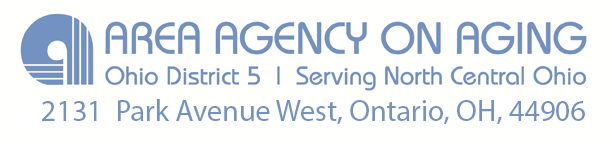 AREA AGENCY ON AGING
Ohio District 5 | Serving North Central Ohio
2131 Park Avenue West, Ontario, OH, 44906